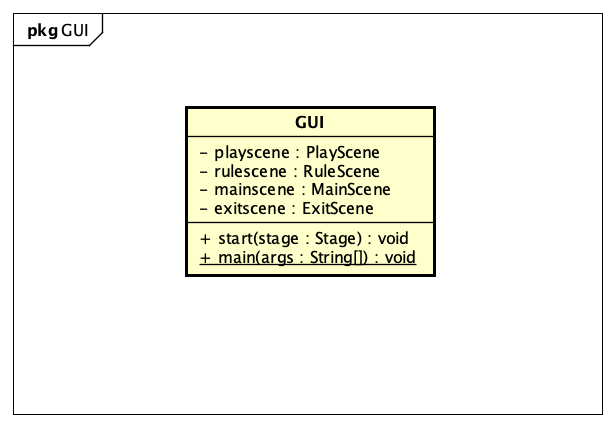 pkg GUI
GUI
- playscene : PlayScene
- rulescene : RuleScene
- mainscene : MainScene
- exitscene : ExitScene
+ start(stage : Stage) : void
+ main(args : String[]) : void